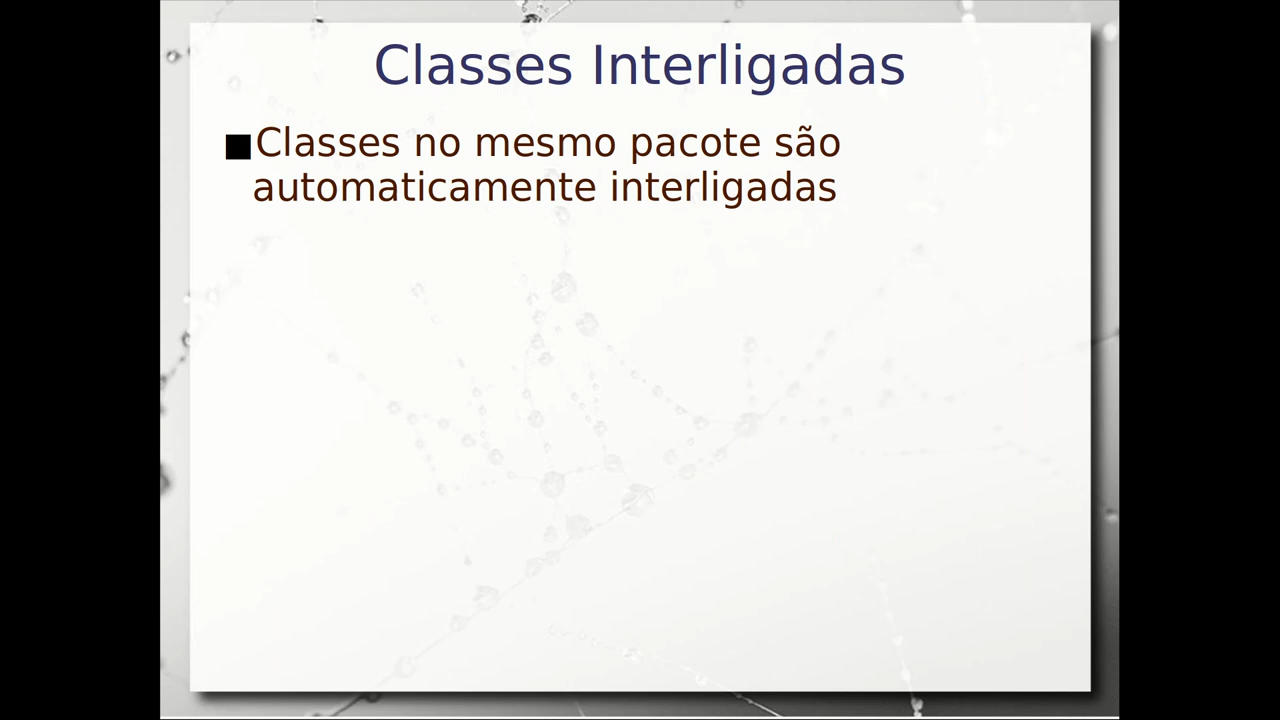 Classes Interligadas
■Classes no mesmo pacote são
automaticamente interligadas